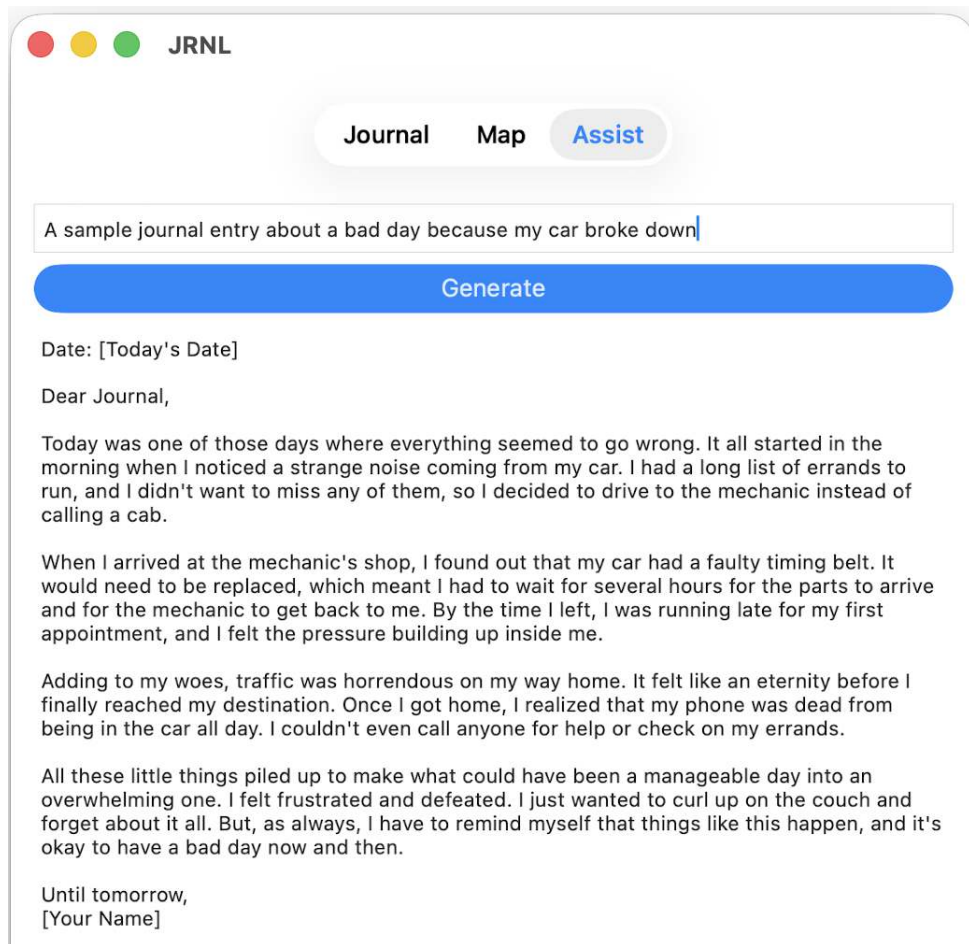 JRNL
Journal Map Assist
A sample journal entry about a bad day because my car broke down
Generate
Date: [Today's Date]
Dear Journal,
Today was one of those days where everything seemed to go wrong. It all started in the
morning when I noticed a strange noise coming from my car. I had a long list of errands to
run, and I didn't want to miss any of them, so I decided to drive to the mechanic instead of
calling a cab.
When I arrived at the mechanic's shop, I found out that my car had a faulty timing belt. It
would need to be replaced, which meant I had to wait for several hours for the parts to arrive
and for the mechanic to get back to me. By the time I left, I was running late for my first
appointment, and I felt the pressure building up inside me.
Adding to my woes, traffic was horrendous on my way home. It felt like an eternity before I
finally reached my destination. Once I got home, I realized that my phone was dead from
being in the car all day. I couldn't even call anyone for help or check on my errands.
All these little things piled up to make what could have been a manageable day into an
overwhelming one. I felt frustrated and defeated. I just wanted to curl up on the couch and
forget about it all. But, as always, I have to remind myself that things like this happen, and it's
okay to have a bad day now and then.
Until tomorrow,
[Your Name]